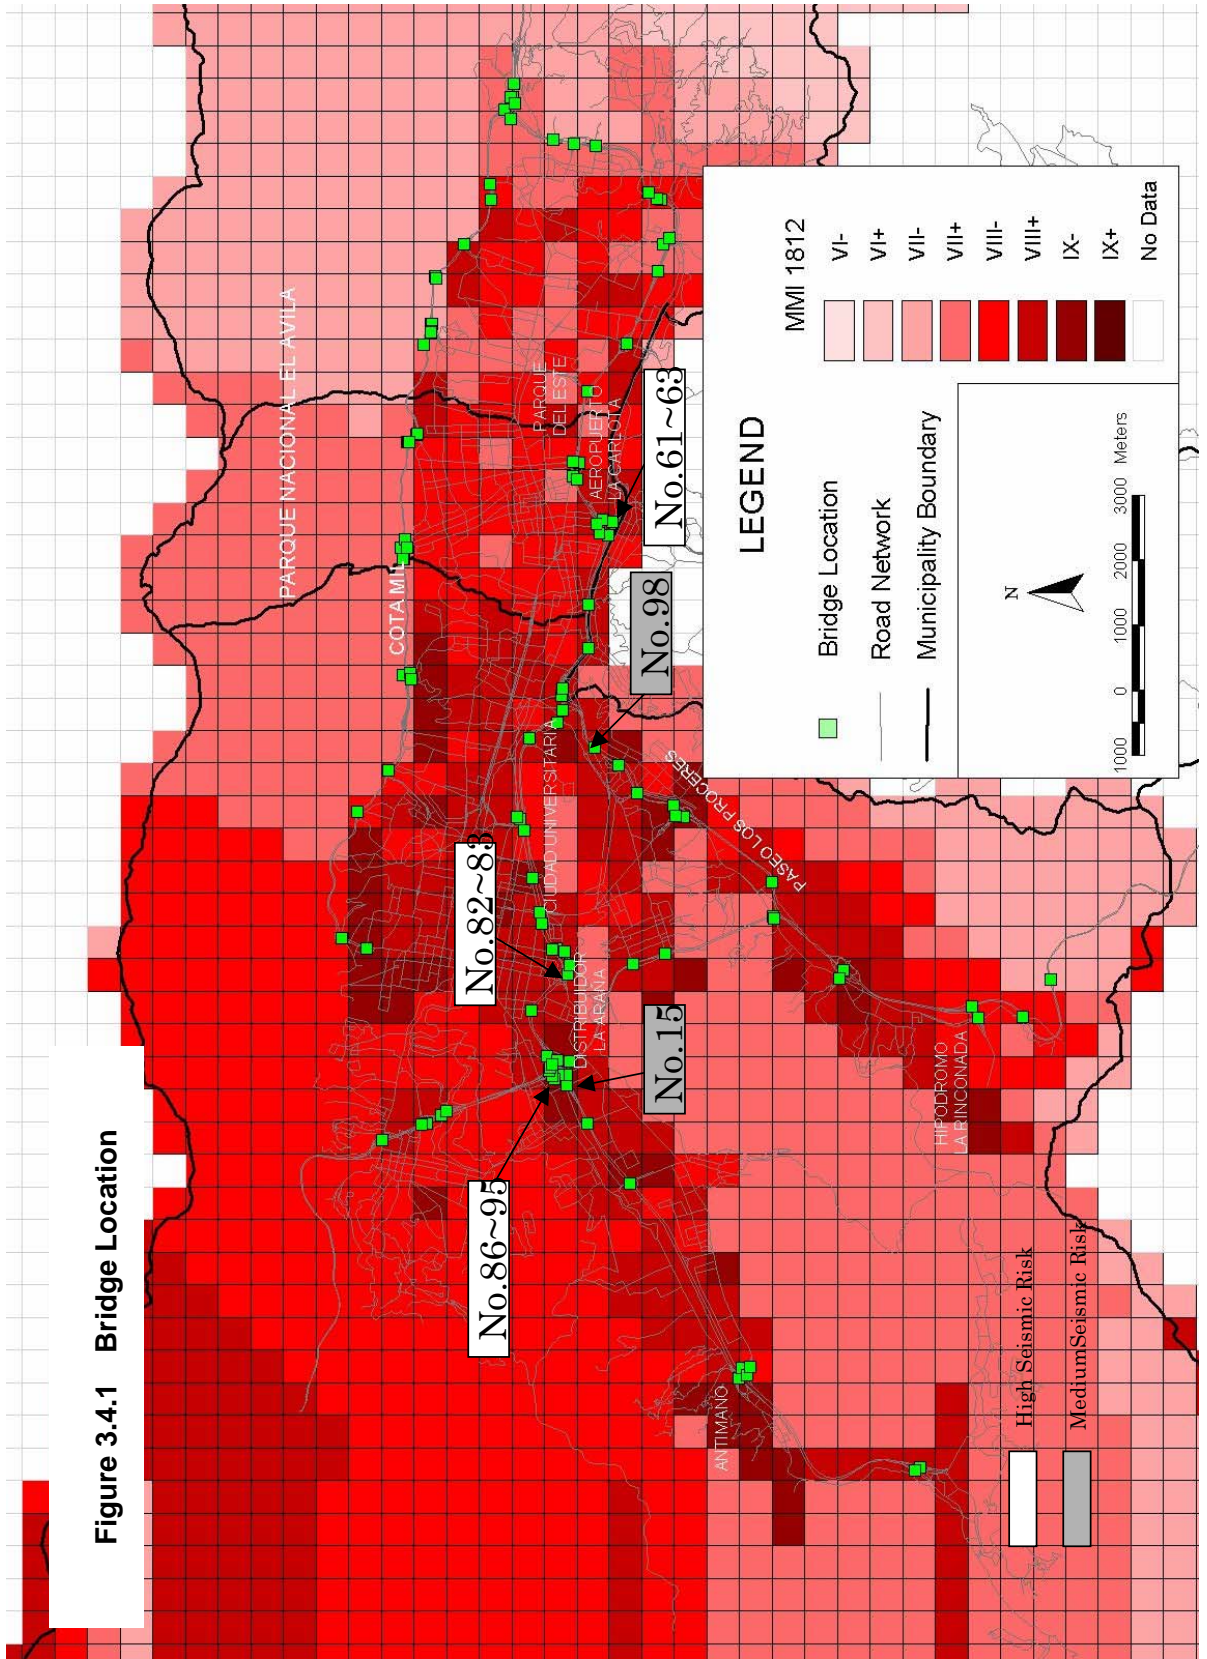 Figure 3.4.1 Bridge Location
PARQUE NACIONAL EL AVILA
COTA MIL
No.86~95
No.82~83
CIUDAD UNIVERSITARIA
PARQUE
DEL ESTE
AEROPUERTO
LA CARLOTA
No.61~63
No.98
No.15
DISTRIBUIDOR
LA ARAÑA
PASEO LOS PROCERES
ANTIMANO
HIPODROMO
LA RINCONADA
High Seismic Risk
MediumSeismic Risk
LEGEND
Bridge Location
Road Network
Municipality Boundary
N
1000 0 1000 2000 3000 Meters
MMI 1812
VI-
VI+
VII-
VII+
VIII-
VIII+
IX-
IX+
No Data